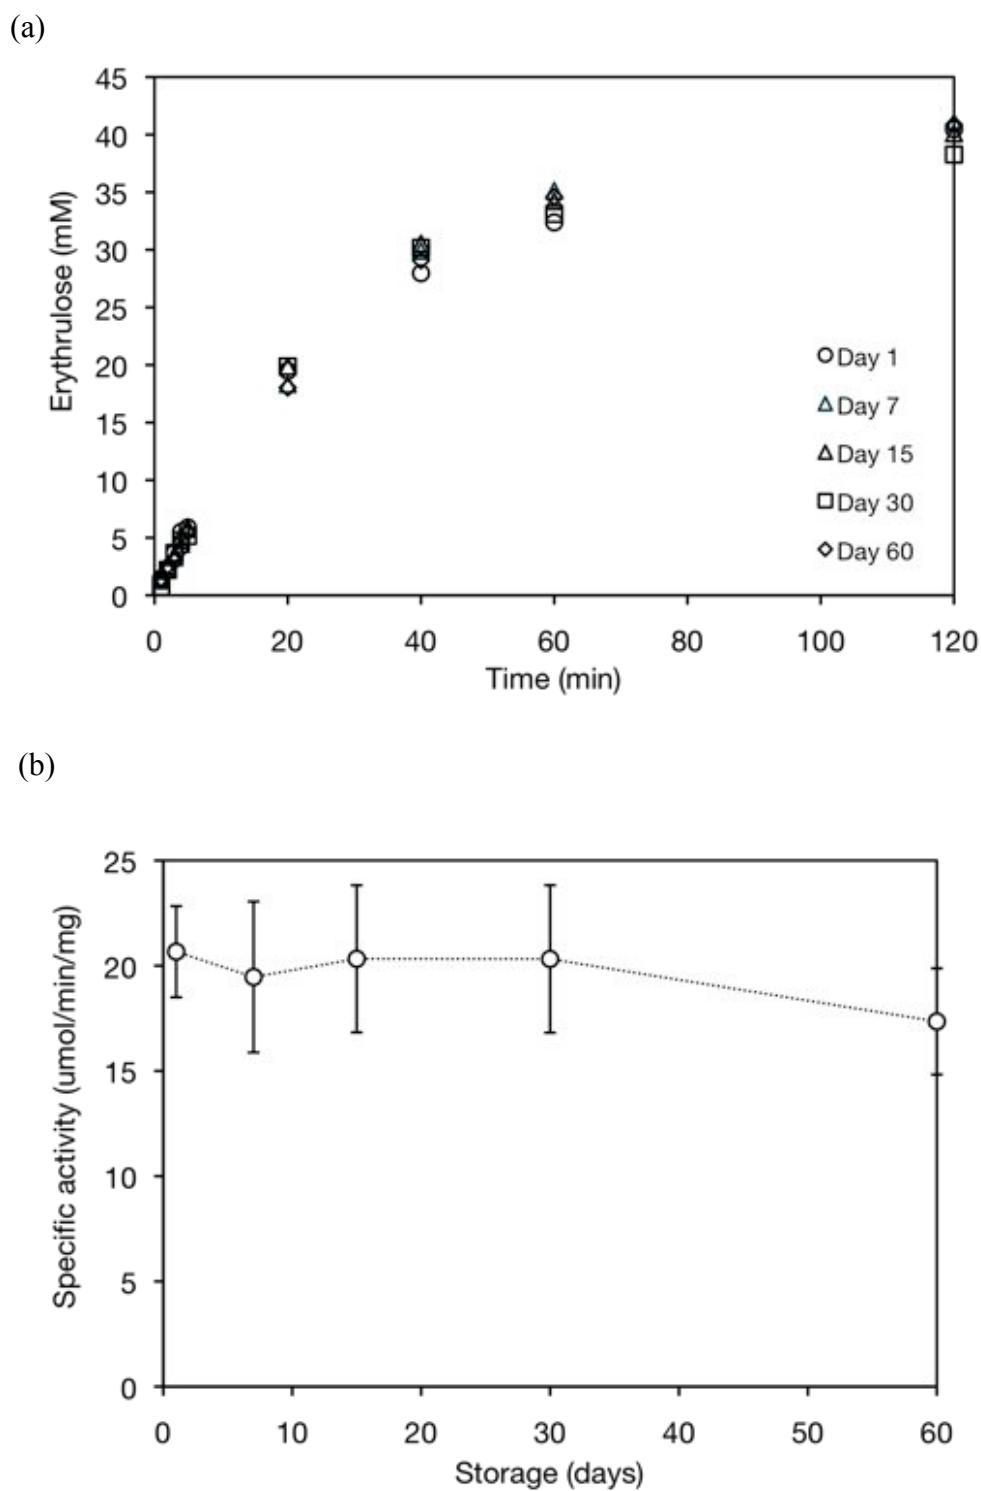 (a)
45
40
35
30
25
20
15
10
5
0
Erythrulose (mM)
Day 1
Day 7
Day 15
Day 30
Day 60
0 20 40 60 80 100 120
Time (min)
(b)
25
20
15
10
5
0
Specific activity (umol/min/mg)
0 10 20 30 40 50 60
Storage (days)